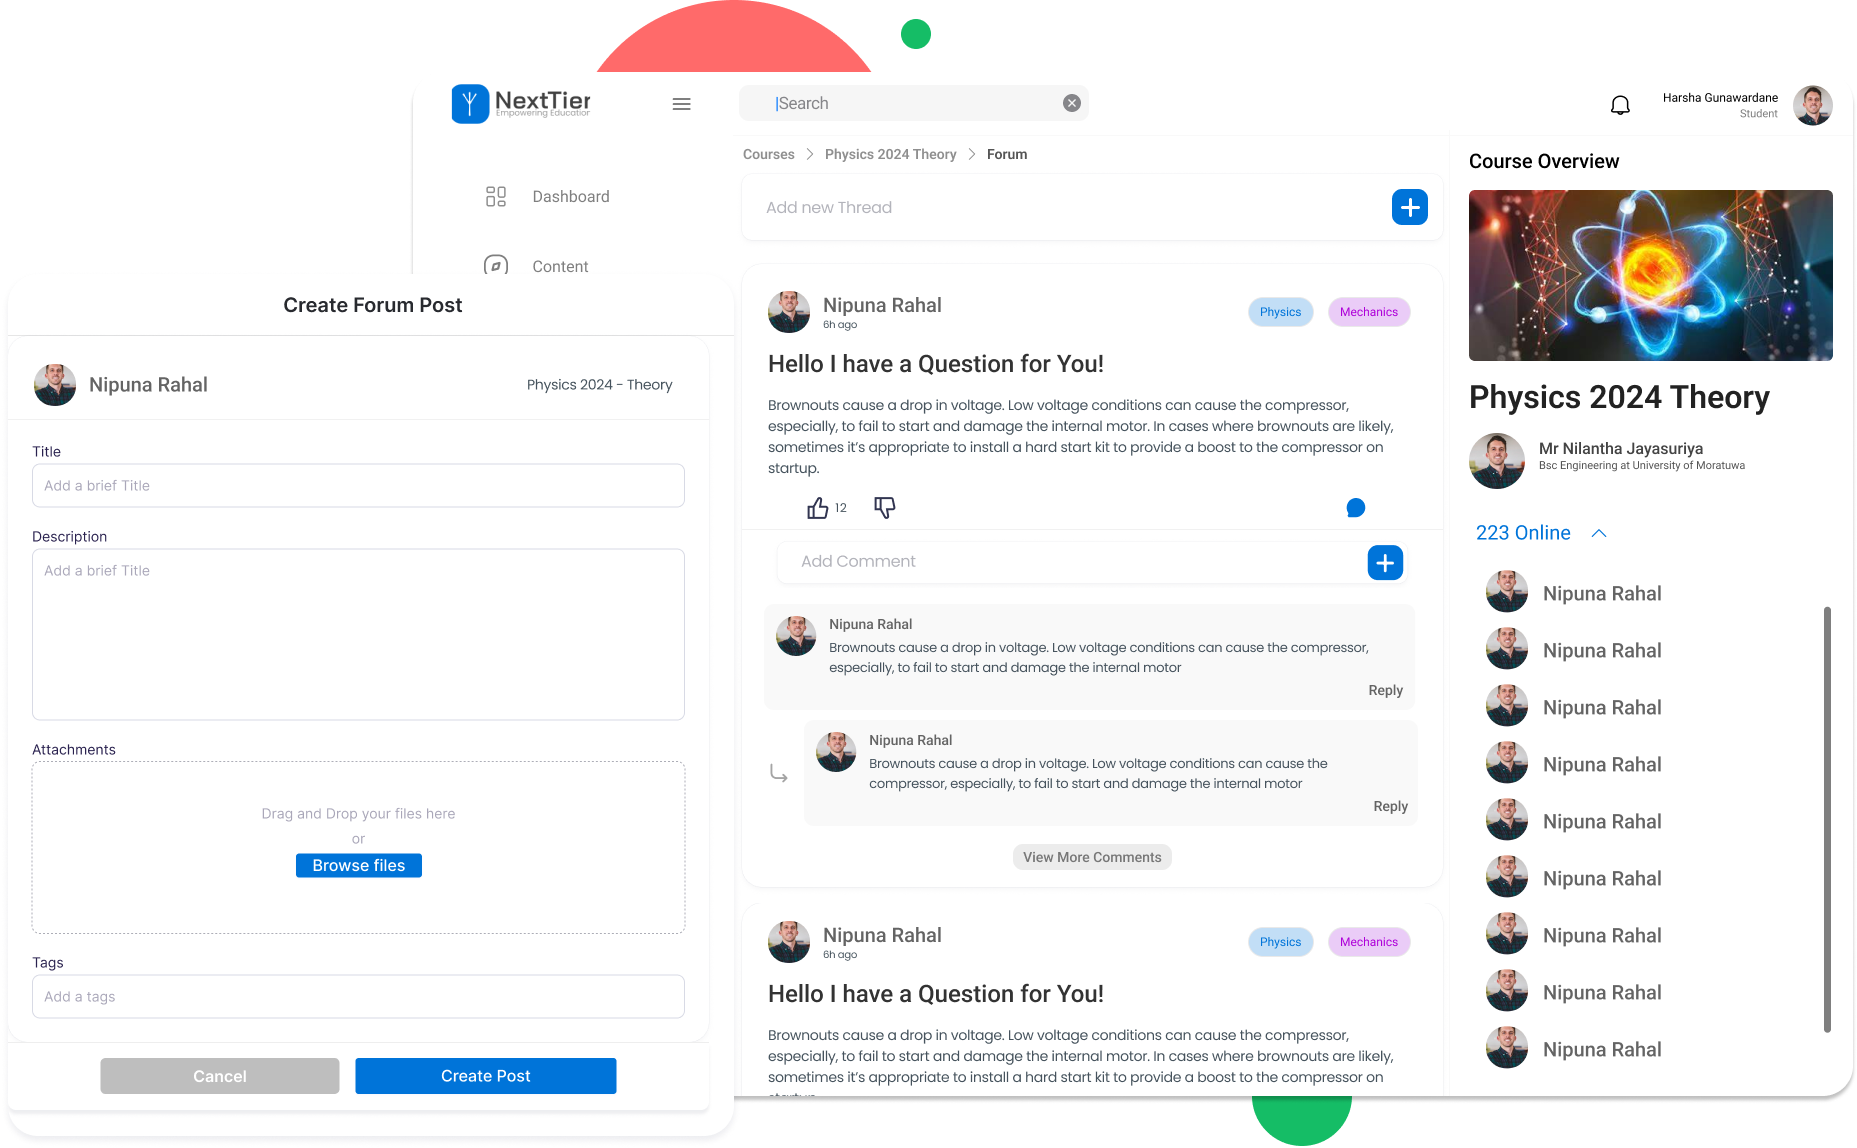 NextTier
Empowering Education
Search
Harsha Gunawardane
Student
Dashboard
Content
Courses
Physics 2024 Theory
Forum
Add new Thread
Nipuna Rahal
6h ago
Physics
Mechanics
Hello I have a Question for You!
Brownouts cause a drop in voltage. Low voltage conditions can cause the compressor,
especially, to fail to start and damage the internal motor. In cases where brownouts are likely,
sometimes it’s appropriate to install a hard start kit to provide a boost to the compressor on
startup.
12
Add Comment
Nipuna Rahal
Brownouts cause a drop in voltage. Low voltage conditions can cause the compressor,
especially, to fail to start and damage the internal motor
Reply
Nipuna Rahal
Brownouts cause a drop in voltage. Low voltage conditions can cause the
compressor, especially, to fail to start and damage the internal motor
Reply
View More Comments
Nipuna Rahal
6h ago
Physics
Mechanics
Hello I have a Question for You!
Brownouts cause a drop in voltage. Low voltage conditions can cause the compressor,
especially, to fail to start and damage the internal motor. In cases where brownouts are likely,
sometimes it’s appropriate to install a hard start kit to provide a boost to the compressor on
Course Overview
Physics 2024 Theory
Mr Nilantha Jayasuriya
Bsc Engineering at University of Moratuwa
223 Online
Nipuna Rahal
Nipuna Rahal
Nipuna Rahal
Nipuna Rahal
Nipuna Rahal
Nipuna Rahal
Nipuna Rahal
Nipuna Rahal
Nipuna Rahal
Create Forum Post
Nipuna Rahal
Physics 2024 - Theory
Title
Add a brief Title
Description
Add a brief Title
Attachments
Drag and Drop your files here
or
Browse files
Tags
Add a tags
Cancel
Create Post